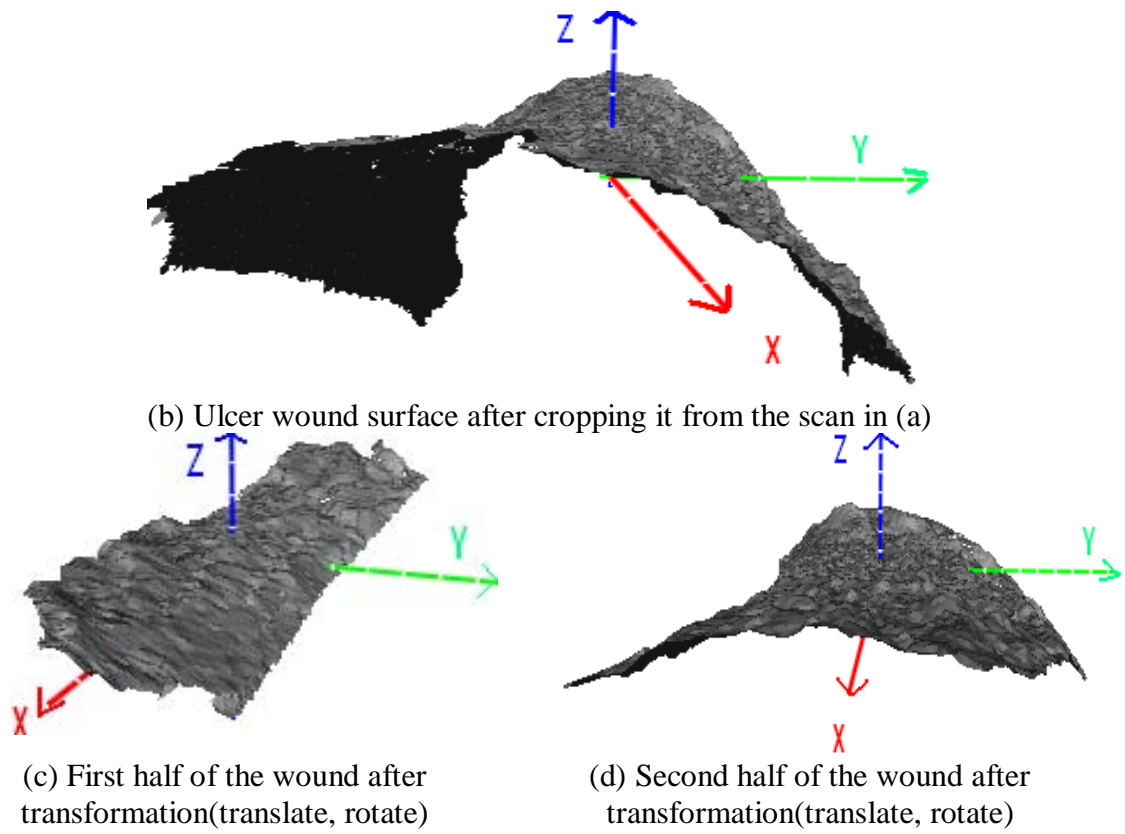 Z
Y
X
(b) Ulcer wound surface after cropping it from the scan in (a)
Z
Y
X
Z
Y
X
(c) First half of the wound after
transformation(translate, rotate)
(d) Second half of the wound after
transformation(translate, rotate)